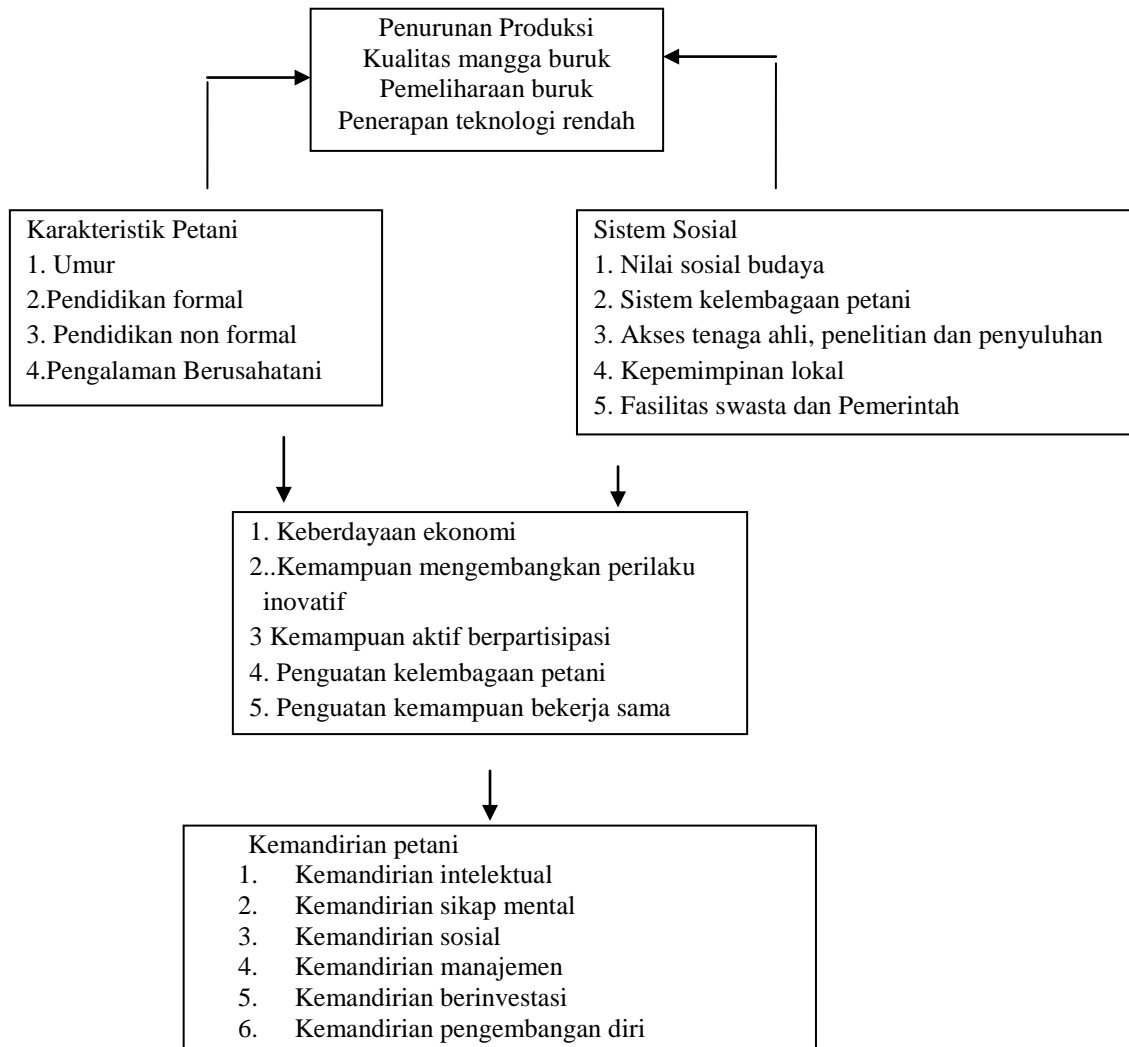 Penurunan Produksi
Kualitas mangga buruk
Pemeliharaan buruk
Penerapan teknologi rendah
Karakteristik Petani
1. Umur
2.Pendidikan formal
3. Pendidikan non formal
4.Pengalaman Berusahatani
Sistem Sosial
1. Nilai sosial budaya
2. Sistem kelembagaan petani
3. Akses tenaga ahli, penelitian dan penyuluhan
4. Kepemimpinan lokal
5. Fasilitas swasta dan Pemerintah
1. Keberdayaan ekonomi
2..Kemampuan mengembangkan perilaku
inovatif
3 Kemampuan aktif berpartisipasi
4. Penguatan kelembagaan petani
5. Penguatan kemampuan bekerja sama
Kemandirian petani
1. Kemandirian intelektual
2. Kemandirian sikap mental
3. Kemandirian sosial
4. Kemandirian manajemen
5. Kemandirian berinvestasi
6. Kemandirian pengembangan diri